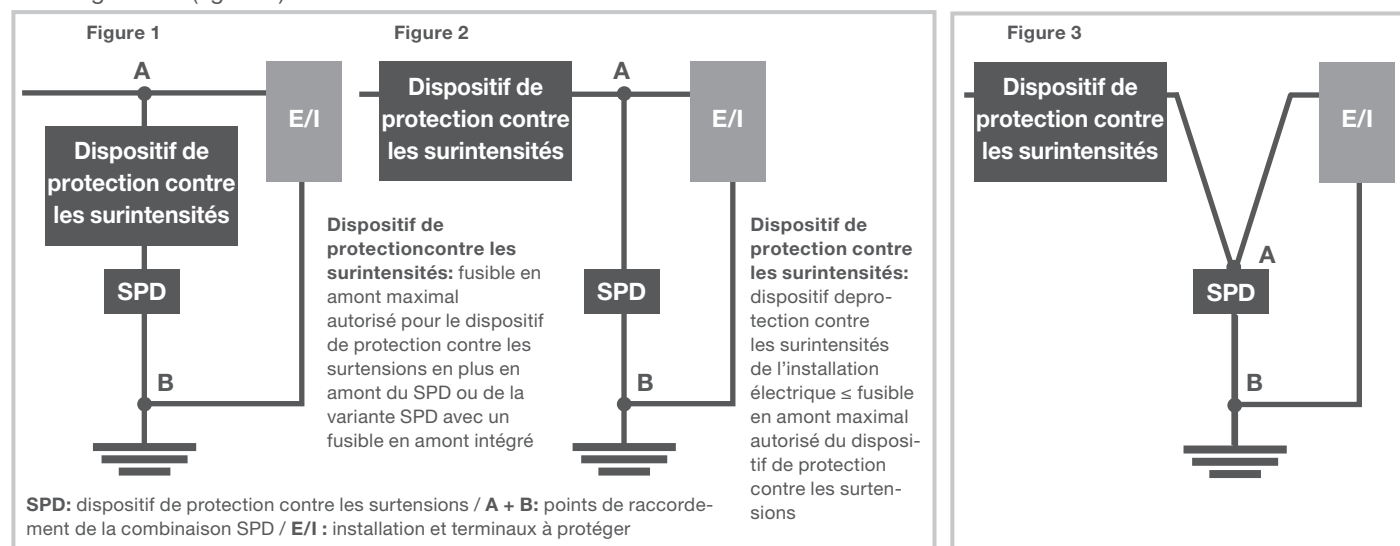 Figure 1
A
Dispositif de
protection contre
les surintensités
SPD
B
E/I
Dispositif de
protectioncontre les
surintensités: fusible en
amont maximal
autorisé pour le dispositif
de protection contre les
surtensions en plus en
amont du SPD ou de la
variante SPD avec un
fusible en amont intégré
Figure 2
Dispositif de
protection contre
les surintensités
A
E/I
SPD
B
Dispositif de
protection contre
les surintensités:
dispositif depro-
tection contre
les surintensités
de l'installation
électrique ≤ fusible
en amont maximal
autorisé du disposi-
tif de protection
contre les surten-
sions
SPD: dispositif de protection contre les surtensions / A + B: points de raccorde-
ment de la combinaison SPD / E/I : installation et terminaux à protéger
Figure 3
Dispositif de
protection contre
les surintensités
E/I
A
SPD
B